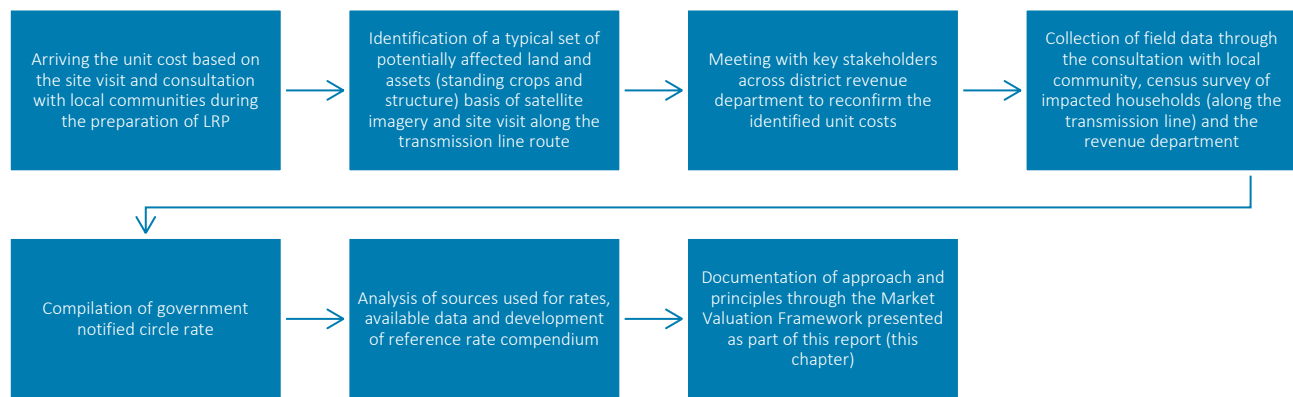 Arriving the unit cost based on
the site visit and consultation
with local communities during
the preparation of LRP
Identification of a typical set of
potentially affected land and
assets (standing crops and
structure) basis of satellite
imagery and site visit along the
transmission line route
Meeting with key stakeholders
across district revenue
department to reconfirm the
identified unit costs
Collection of field data through
the consultation with local
community, census survey of
impacted households (along the
transmission line) and the
revenue department
Compilation of government
notified circle rate
Analysis of sources used for rates,
available data and development
of reference rate compendium
Documentation of approach and
principles through the Market
Valuation Framework presented
as part of this report (this
chapter)